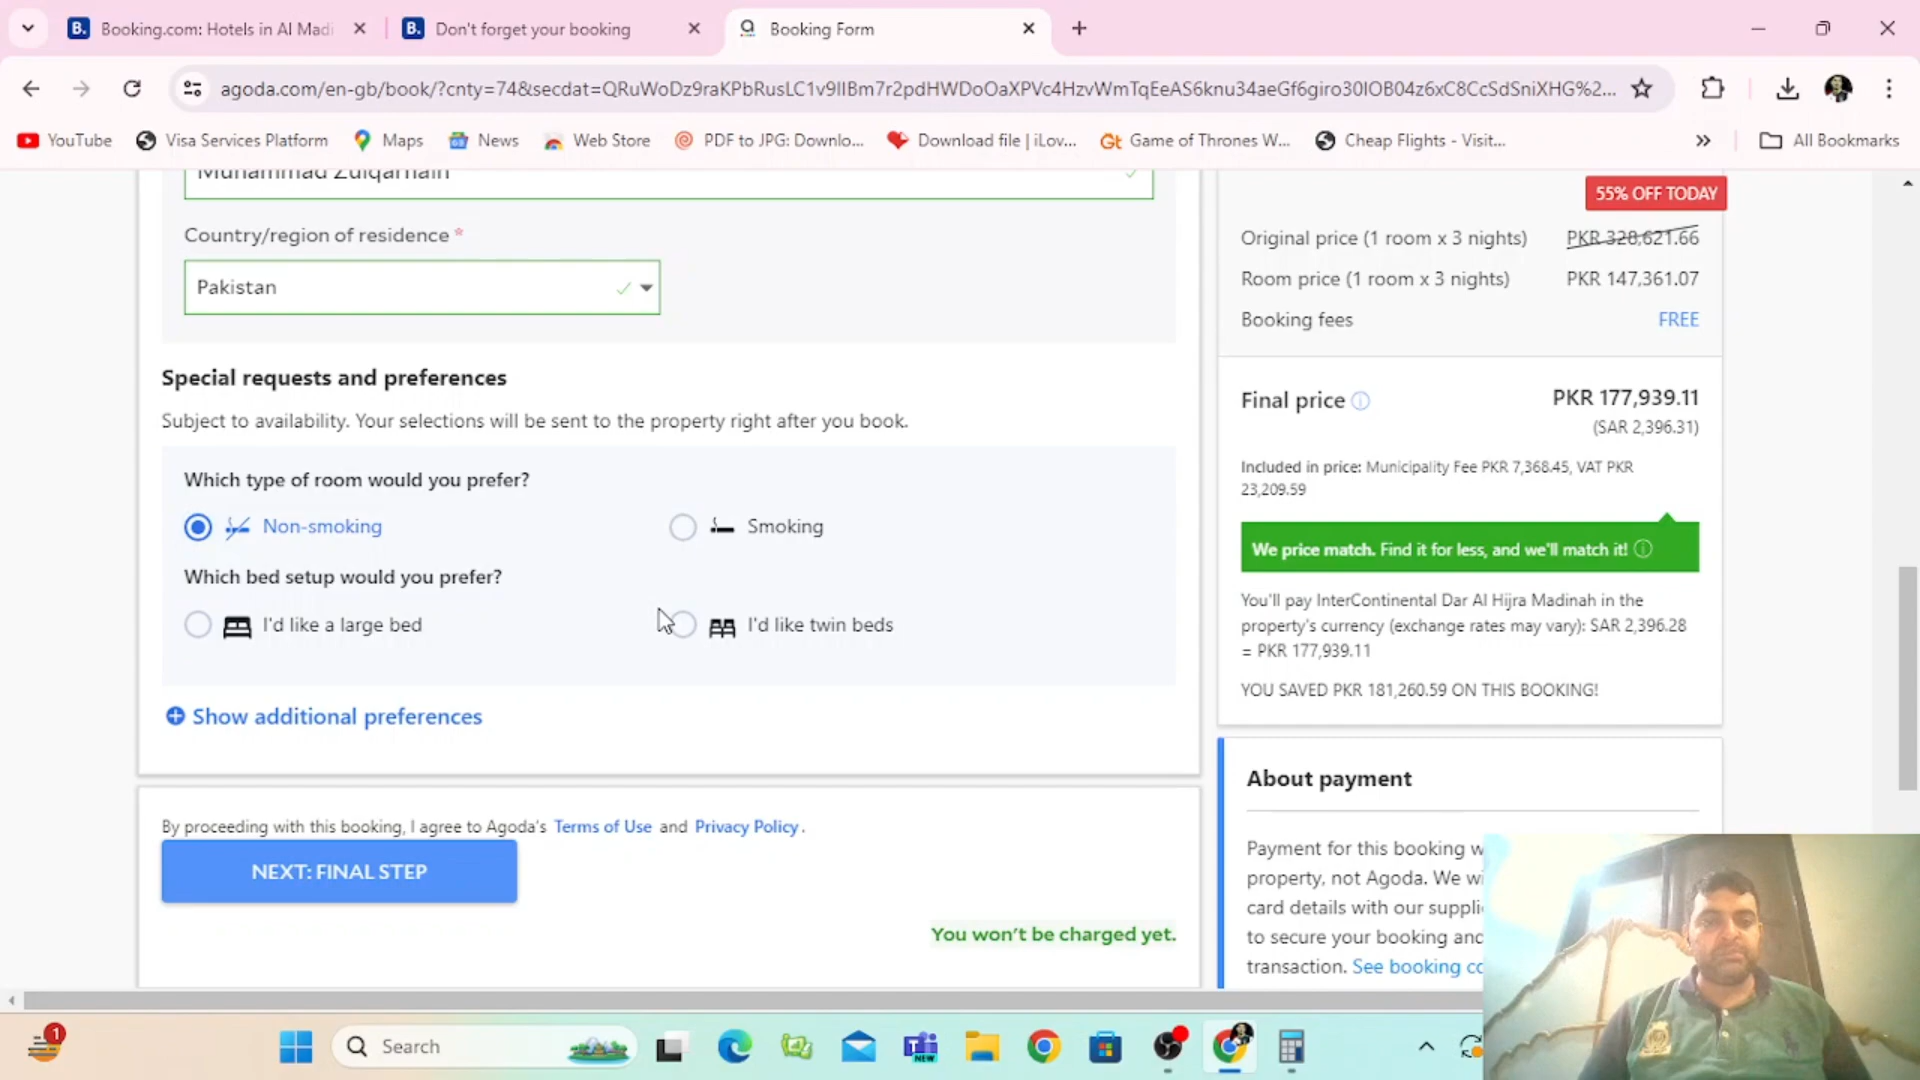 Booking.com: Hotels in Al Madi
Don't forget your booking
Booking Form
agoda.com/en-gb/book/?cnty=74&secdat=QRuWoDz9raKPbRusLC1v9IIBm7r2pdHWDoOaXPVc4HzvWmTqEeAS6knu34aeGf6giro30IOB04z6xC8CcSdSniXHG%2...
YouTube
Visa Services Platform
Maps
News
Web Store
PDF to JPG: Downlo...
Download file | iLov...
Game of Thrones W...
Cheap Flights - Visit...
All Bookmarks
Muhammad Zulqarnain
Country/region of residence *
Pakistan
Special requests and preferences
Subject to availability. Your selections will be sent to the property right after you book.
Which type of room would you prefer?
Non-smoking
Smoking
Which bed setup would you prefer?
I'd like a large bed
I'd like twin beds
Show additional preferences
By proceeding with this booking, I agree to Agoda's Terms of Use and Privacy Policy.
NEXT: FINAL STEP
You won't be charged yet.
55% OFF TODAY
Original price (1 room x 3 nights) PKR 328,621.66
Room price (1 room x 3 nights) PKR 147,361.07
Booking fees FREE
Final price PKR 177,939.11
(SAR 2,396.31)
Included in price: Municipality Fee PKR 7,368.45, VAT PKR
23,209.59
We price match. Find it for less, and we'll match it!
You'll pay InterContinental Dar Al Hijra Madinah in the
property's currency (exchange rates may vary): SAR 2,396.28
= PKR 177,939.11
YOU SAVED PKR 181,260.59 ON THIS BOOKING!
About payment
Payment for this booking w
property, not Agoda. We wi
card details with our suppli
to secure your booking and
transaction. See booking co
1
Search
NEW